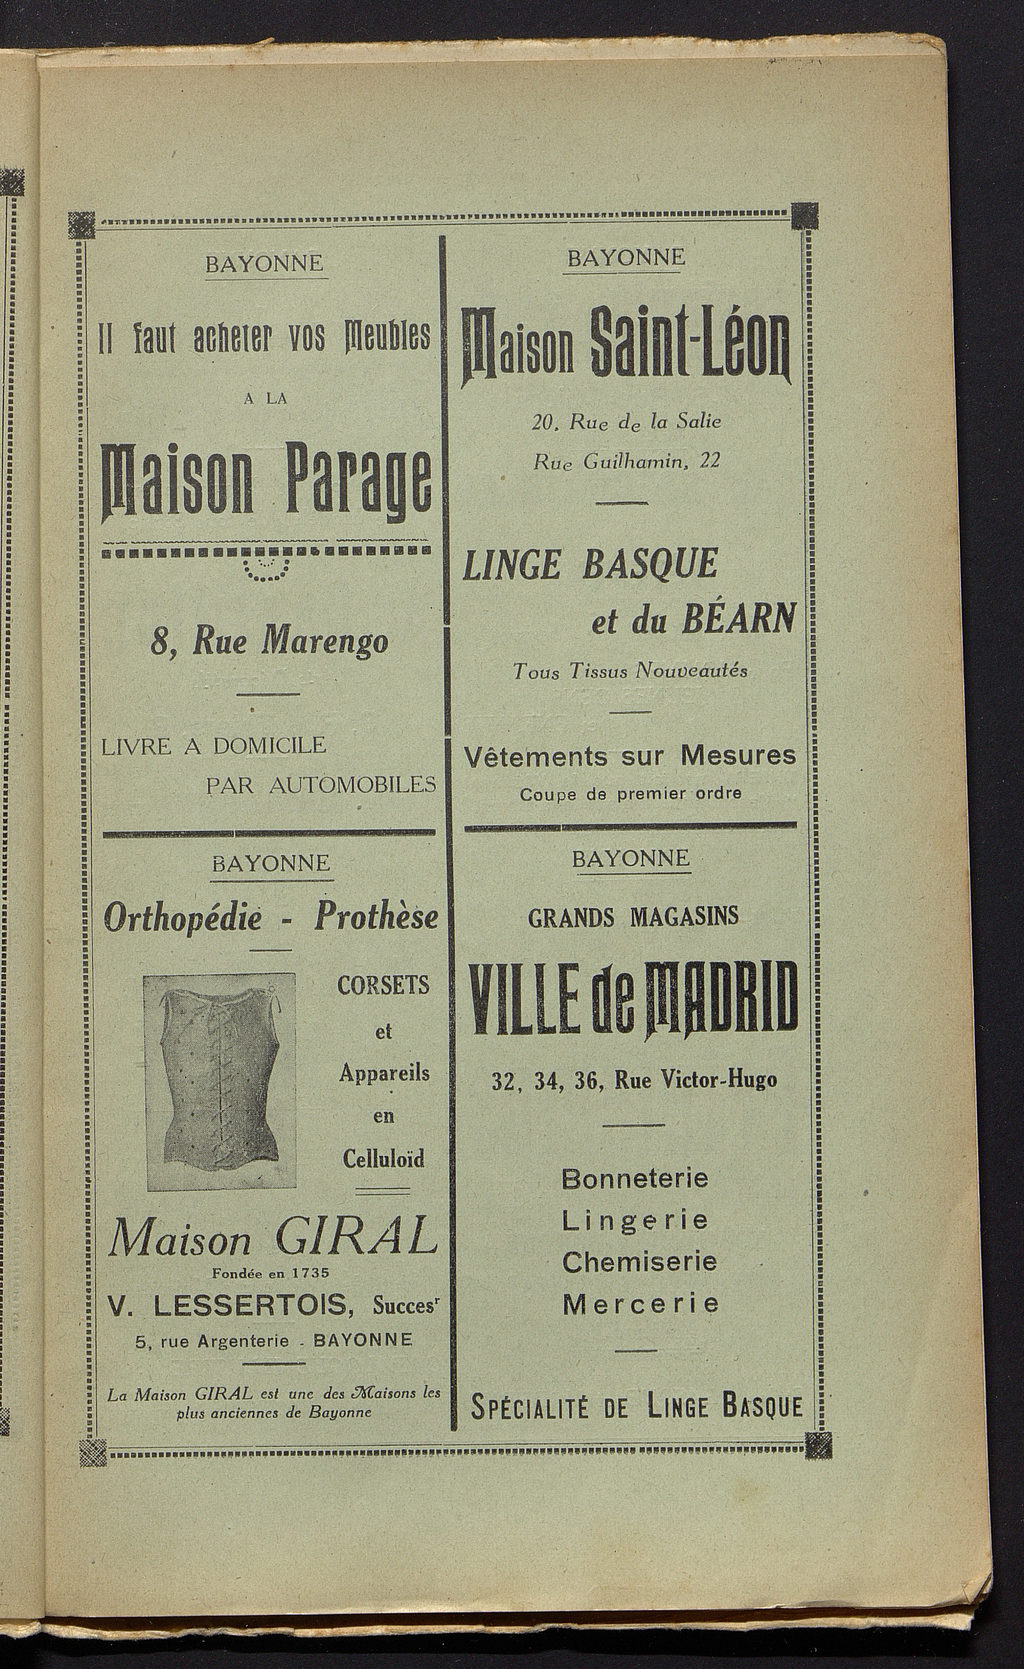 BAYONNE
Il faut acheter vos Meubles
A LA
Maison Parage
8, Rue Marengo
LIVRE A DOMICILE
PAR AUTOMOBILES
BAYONNE
Orthopédie - Prothèse
CORSETS
et
Appareils
en
Celluloïd
Maison GIRAL
Fondée en 1735
V. LESSERTOIS, Succesr
5, rue Argenterie - BAYONNE
La Maison GIRAL est une des Maisons les
plus anciennes de Bayonne
BAYONNE
Maison Saint-Léon
20, Rue de la Salie
Rue Guilhamin, 22
LINGE BASQUE
et du BÉARN
Tous Tissus Nouveautés
Vêtements sur Mesures
Coupe de premier ordre
BAYONNE
GRANDS MAGASINS
VILLE de MADRID
32, 34, 36, Rue Victor-Hugo
Bonneterie
Lingerie
Chemiserie
Mercerie
SPÉCIALITÉ DE LINGE BASQUE